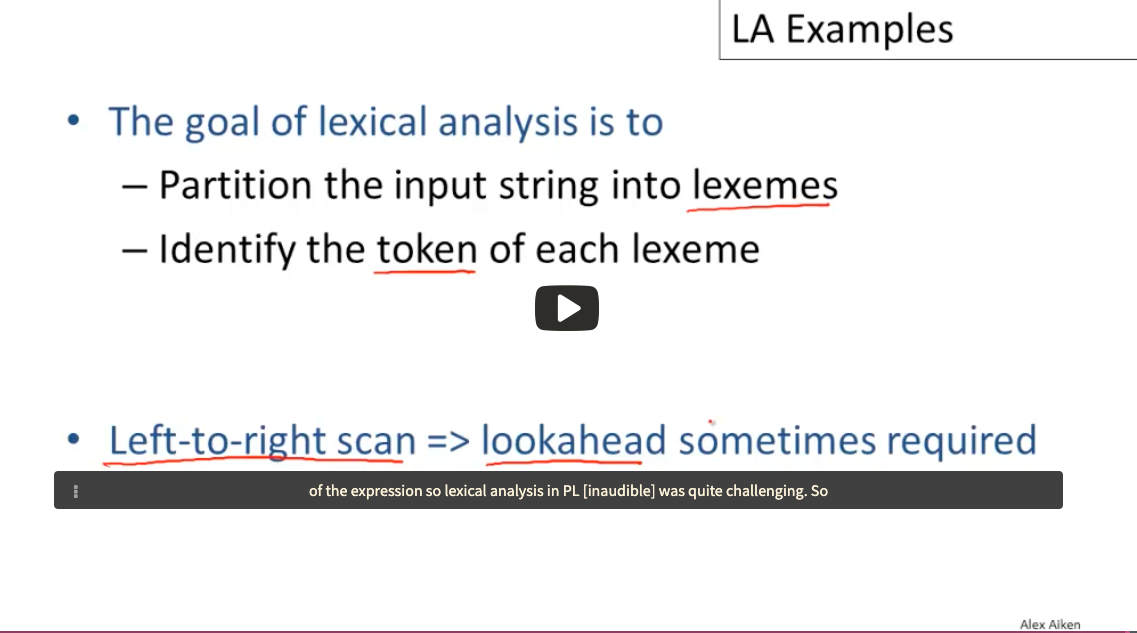 LA Examples
• The goal of lexical analysis is to
– Partition the input string into lexemes
– Identify the token of each lexeme
• Left-to-right scan => lookahead sometimes required
of the expression so lexical analysis in PL [inaudible] was quite challenging. So
Alex Aiken